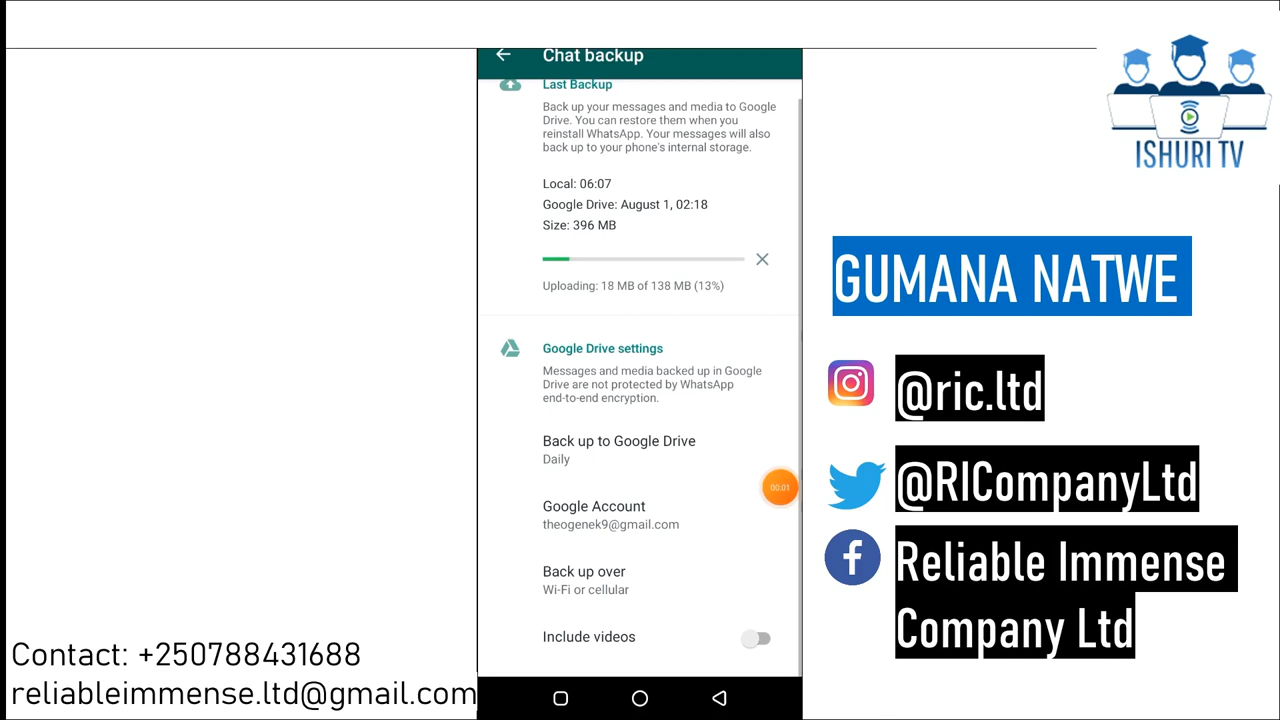 Chat backup
Last Backup
Back up your messages and media to Google
Drive. You can restore them when you
reinstall WhatsApp. Your messages will also
back up to your phone's internal storage.
Local: 06:07
Google Drive: August 1, 02:18
Size: 396 MB
Uploading: 18 MB of 138 MB (13%)
Google Drive settings
Messages and media backed up in Google
Drive are not protected by WhatsApp
end-to-end encryption.
Back up to Google Drive
Daily
00:01
Google Account
theogenek9@gmail.com
Back up over
Wi-Fi or cellular
Include videos
ISHURI TV
GUMANA NATWE
@ric.ltd
@RICompanyLtd
Reliable Immense
Company Ltd
Contact: +250788431688
reliableimmense.ltd@gmail.com